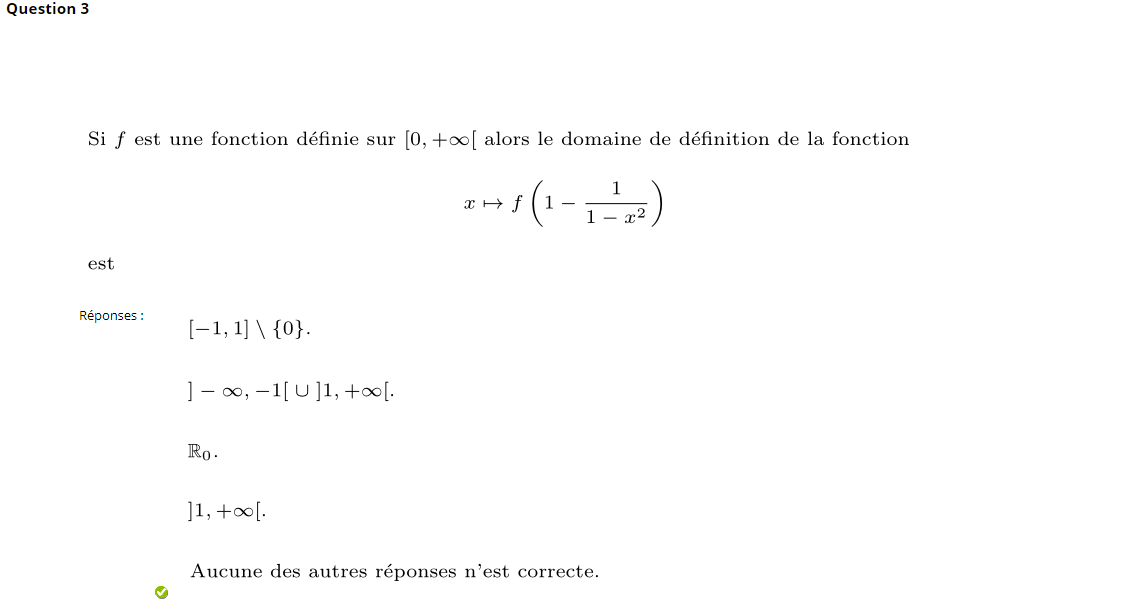 Question 3
Si f est une fonction définie sur [0, +∞[ alors le domaine de définition de la fonction
x ↦ f (1 − 1/(1 − x²))
est
Réponses :
[−1, 1] \ {0}.
] − ∞, −1[ ∪ ]1, +∞[.
ℝ₀.
]1, +∞[.
Aucune des autres réponses n'est correcte.